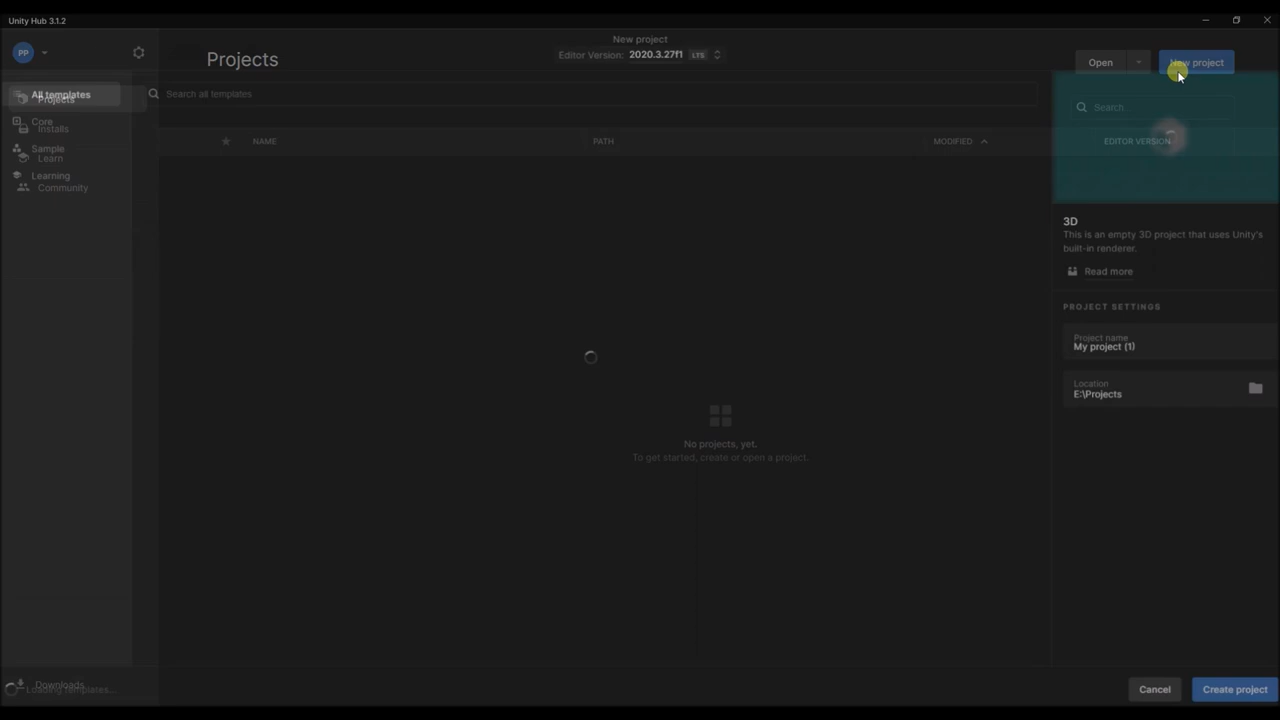 Unity Hub 3.1.2
New project
PP
Projects
Editor Version: 2020.3.27f1 LTS
Open
New project
All templates
Projects
Search all templates
Search
Core
Installs
NAME
PATH
MODIFIED
EDITOR VERSION
Sample
Learn
Learning
Community
3D
This is an empty 3D project that uses Unity's
built-in renderer.
Read more
PROJECT SETTINGS
Project name
My project (1)
Location
E:\Projects
No projects, yet.
To get started, create or open a project.
Downloads
Loading templates...
Cancel
Create project